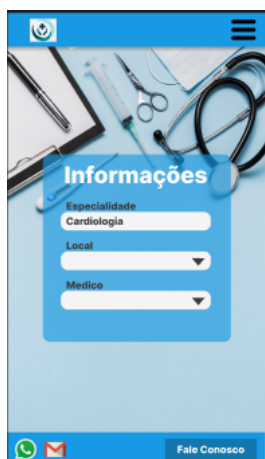 Informações
Especialidade
Cardiologia
Local
Medico
Fale Conosco